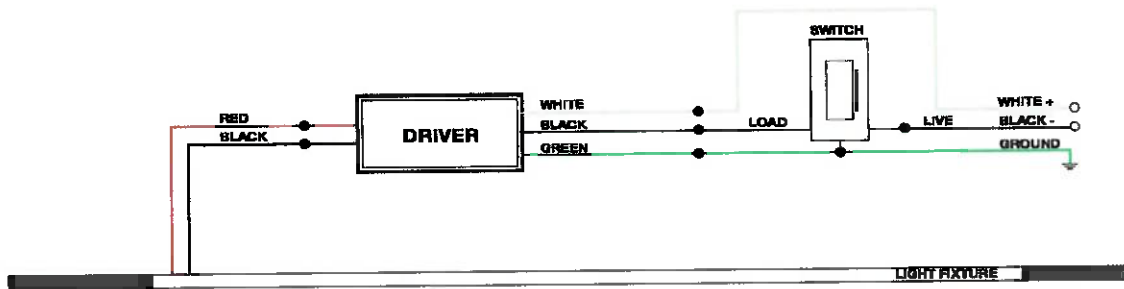 SWITCH
WHITE
WHITE +
RED
BLACK
LOAD
LIVE
BLACK -
BLACK
DRIVER
GREEN
GROUND
LIGHT FIXTURE